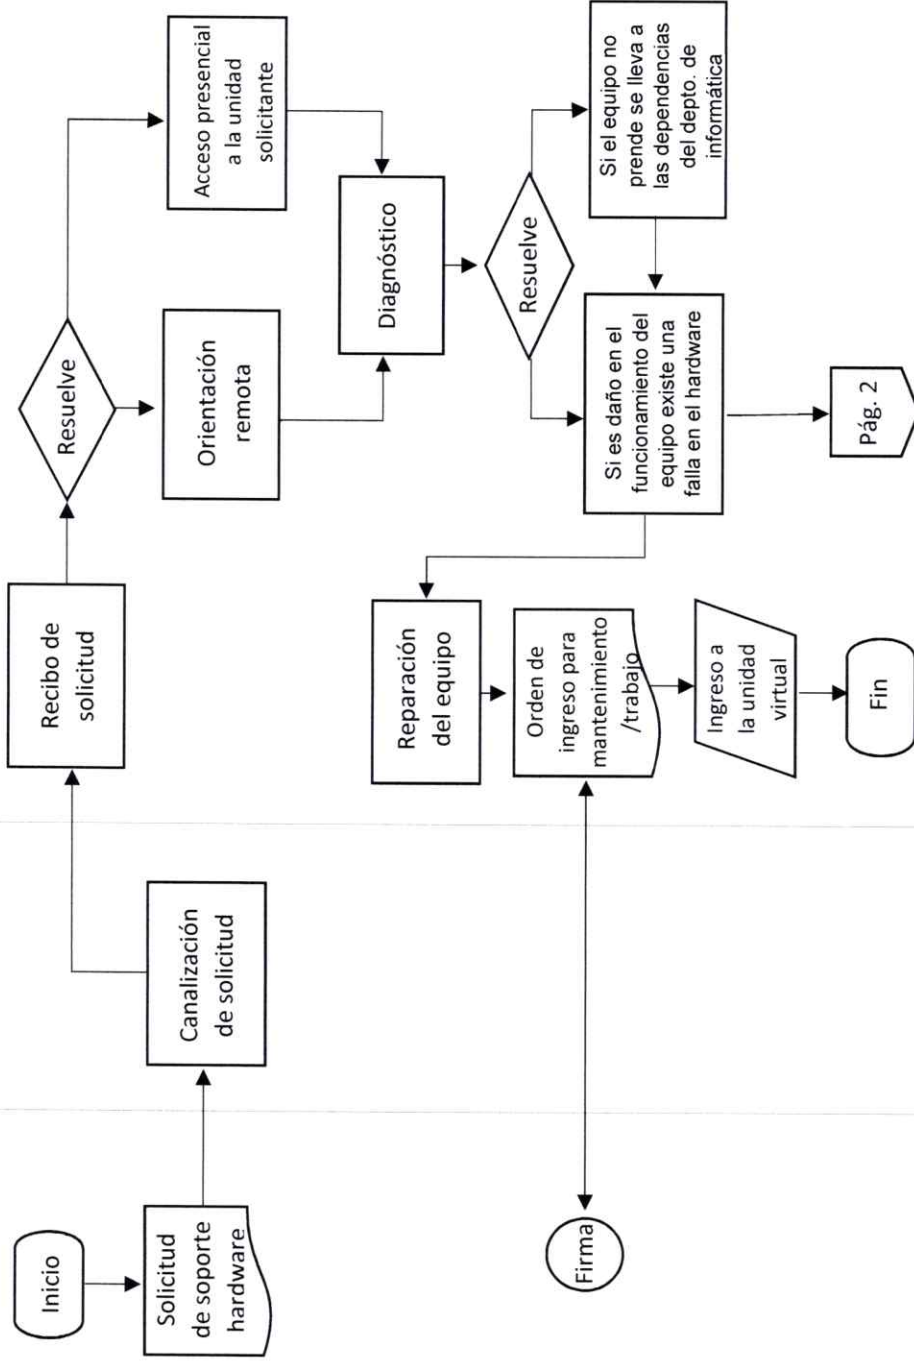 Inicio
Solicitud
de soporte
hardware
Canalización
de solicitud
Recibo de
solicitud
Resuelve
Orientación
remota
Acceso presencial
a la unidad
solicitante
Diagnóstico
Resuelve
Si el equipo no
prende se lleva a
las dependencias
del depto. de
informática
Si es daño en el
funcionamiento del
equipo existe una
falla en el hardware
Pág. 2
Reparación
del equipo
Orden de
ingreso para
mantenimiento
/trabajo
Firma
Ingreso a
la unidad
virtual
Fin